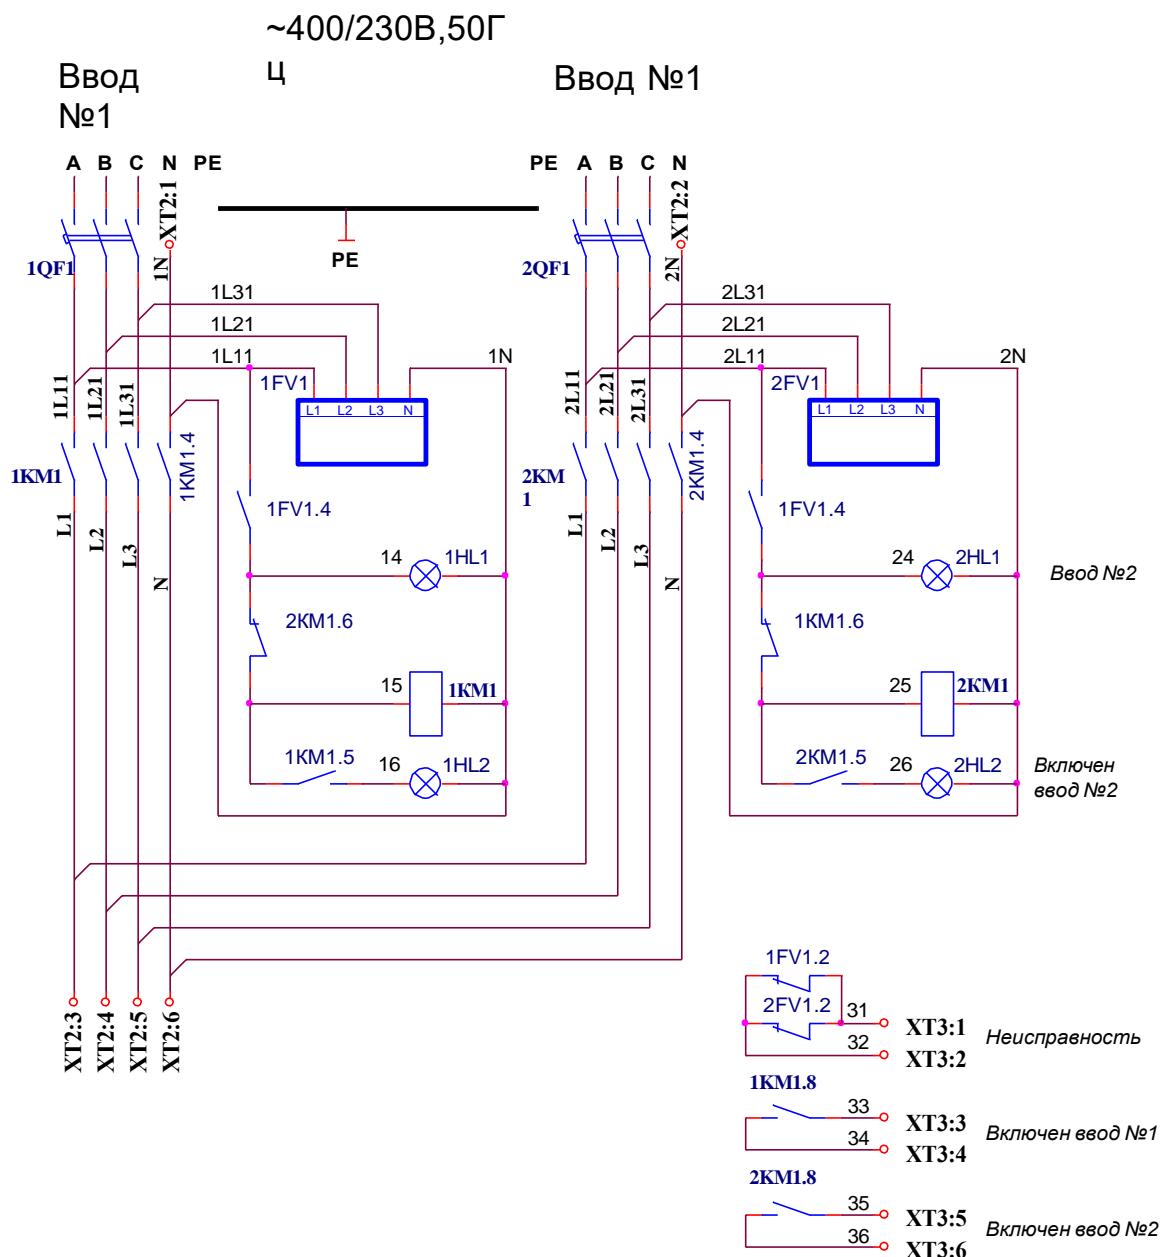 ~400/230В,50Г
ц
Ввод
№1
Ввод №1
A B C N PE
PE A B C N
XT2:1
XT2:2
1QF1
1N
PE
2QF1
2N
1L31
2L31
1L21
2L21
1L11
1N
2L11
2N
1L11
1L21
1L31
1FV1
2L11
2L21
2L31
2FV1
L1 L2 L3 N
L1 L2 L3 N
1KM1
1KM1.4
2KM
1
2KM1.4
1FV1.4
1FV1.4
L1
L2
L3
N
L1
L2
L3
N
14
1HL1
24
2HL1
Ввод №2
2KM1.6
1KM1.6
15
1KM1
25
2KM1
1KM1.5
16
1HL2
2KM1.5
26
2HL2
Включен
ввод №2
1FV1.2
2FV1.2
31
XT3:1
32
XT3:2
Неисправность
XT2:3
XT2:4
XT2:5
XT2:6
1KM1.8
33
XT3:3
34
XT3:4
Включен ввод №1
2KM1.8
35
XT3:5
36
XT3:6
Включен ввод №2